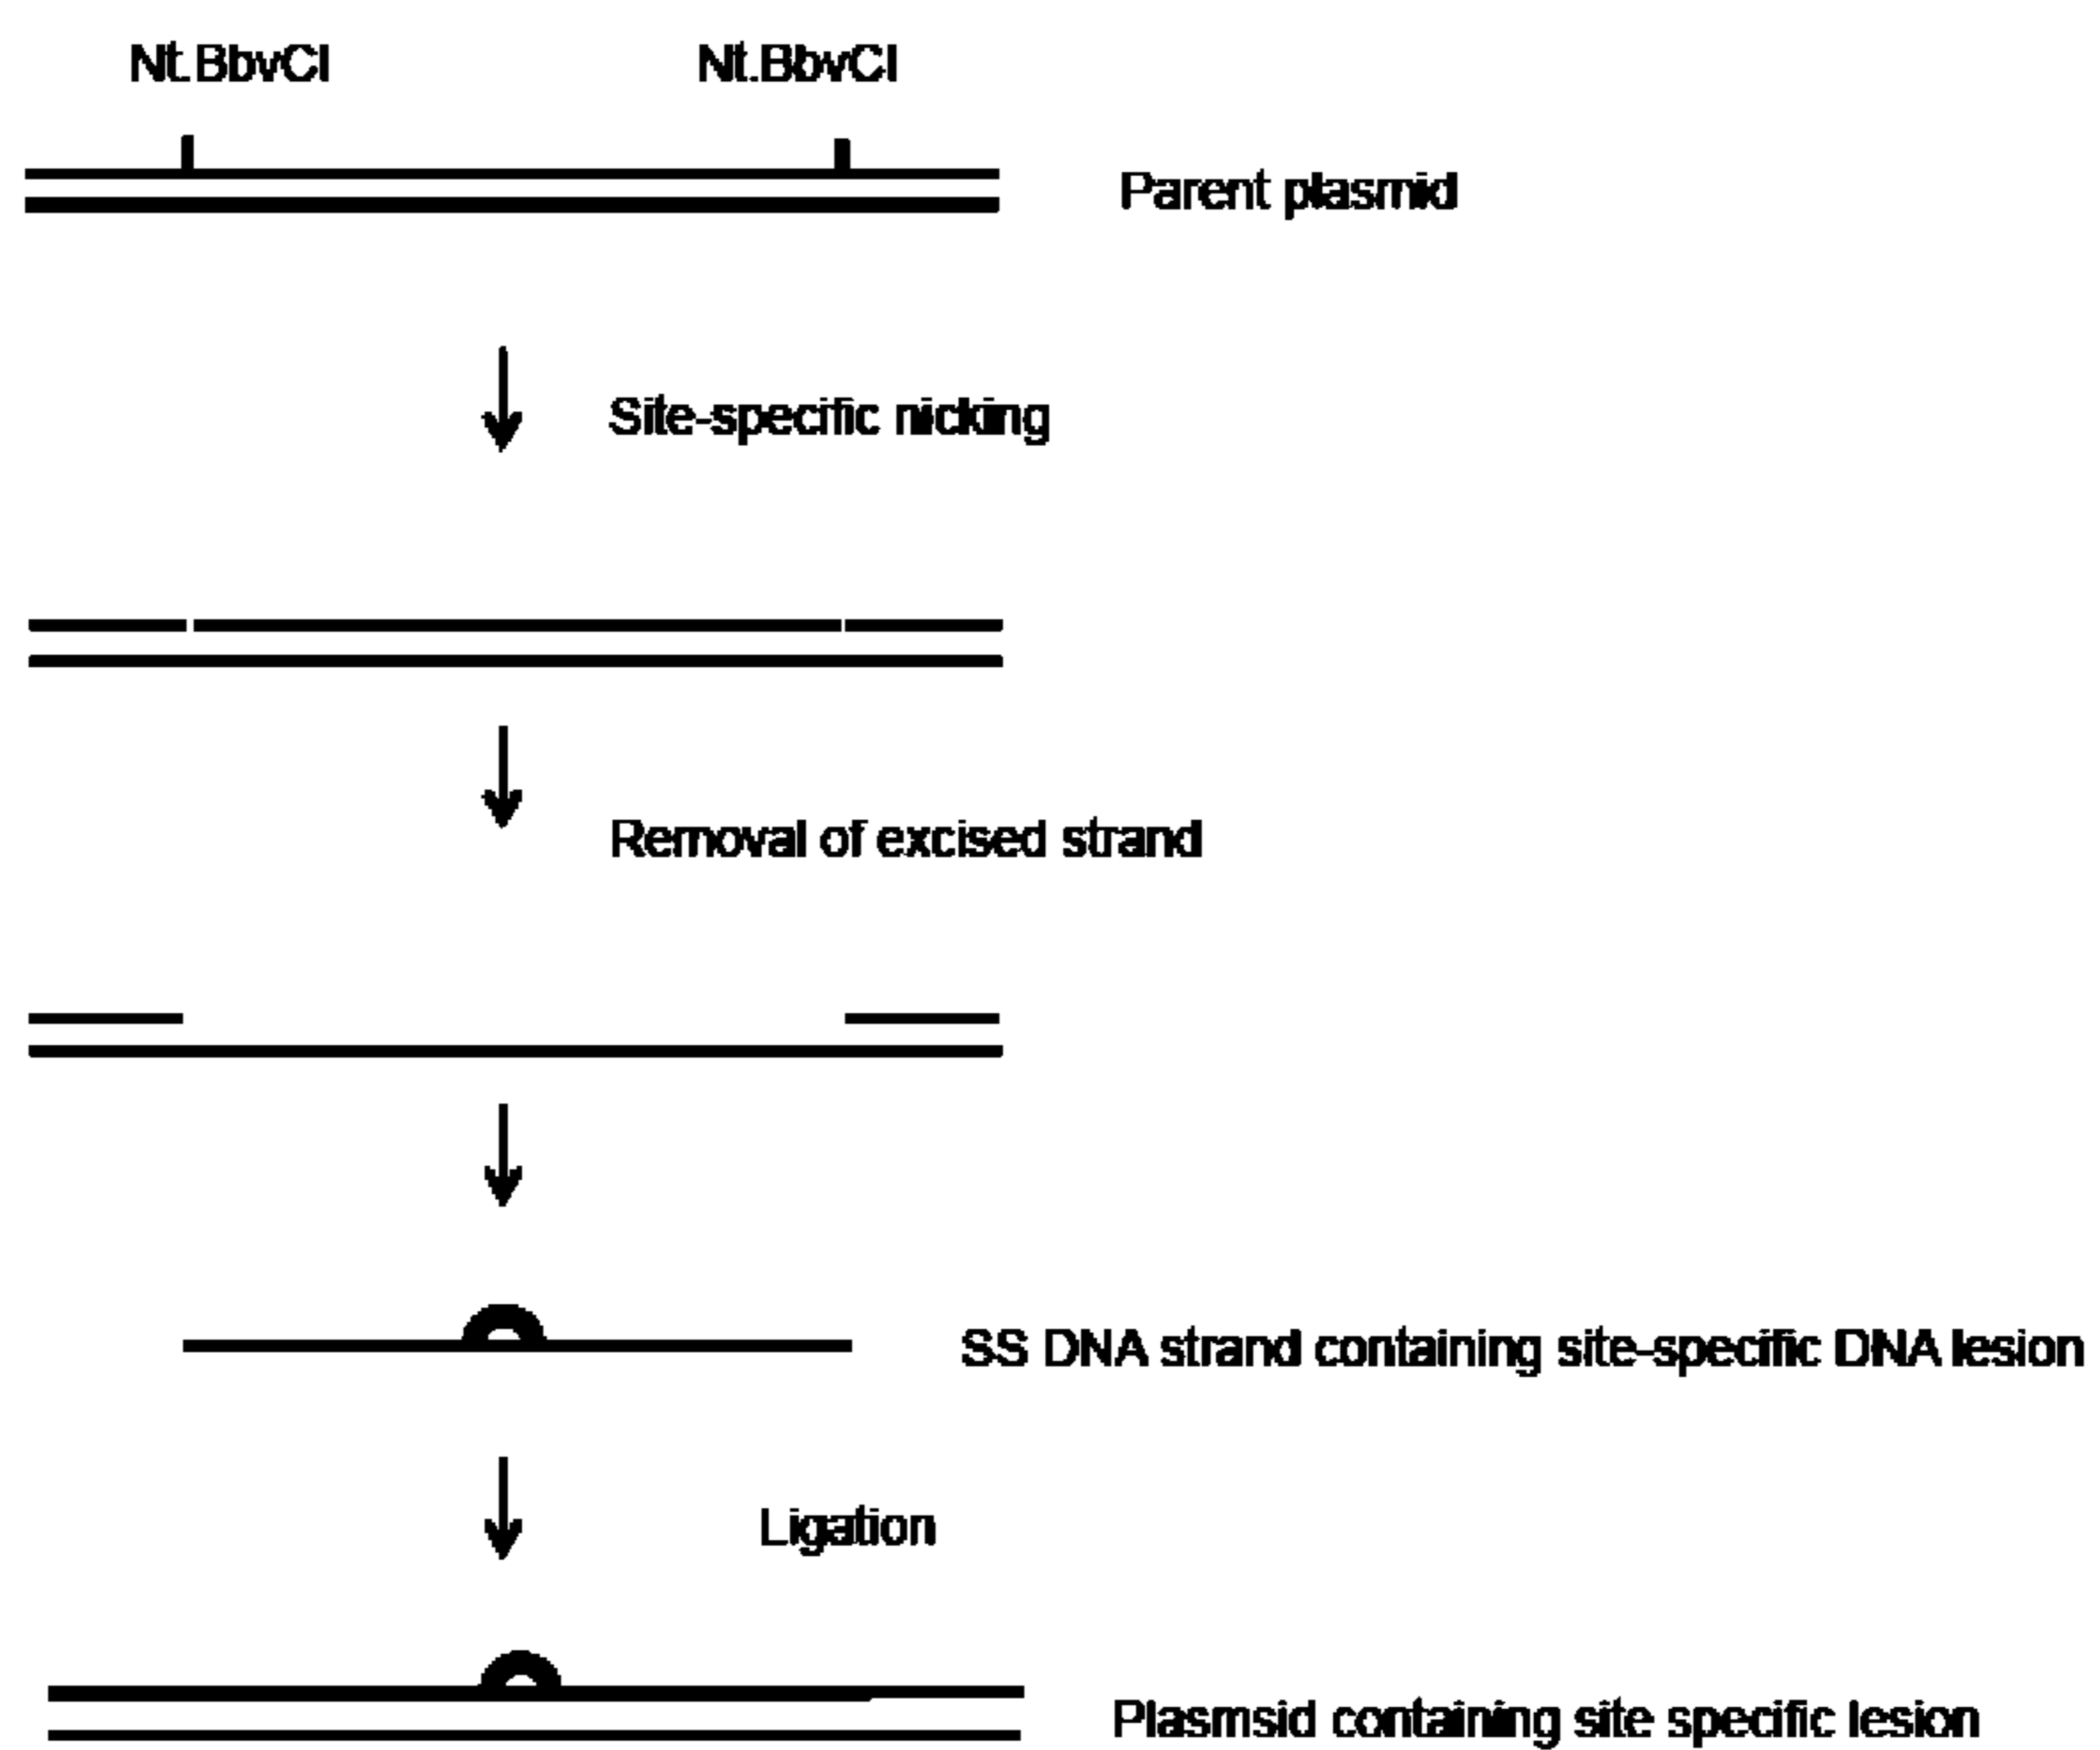 Nt.BbvCI Nt.BbvCI
Parent plasmid
Site-specific nicking
Removal of excised strand
SS DNA strand containing site-specific DNA lesion
Ligation
Plasmsid containing site specific lesion